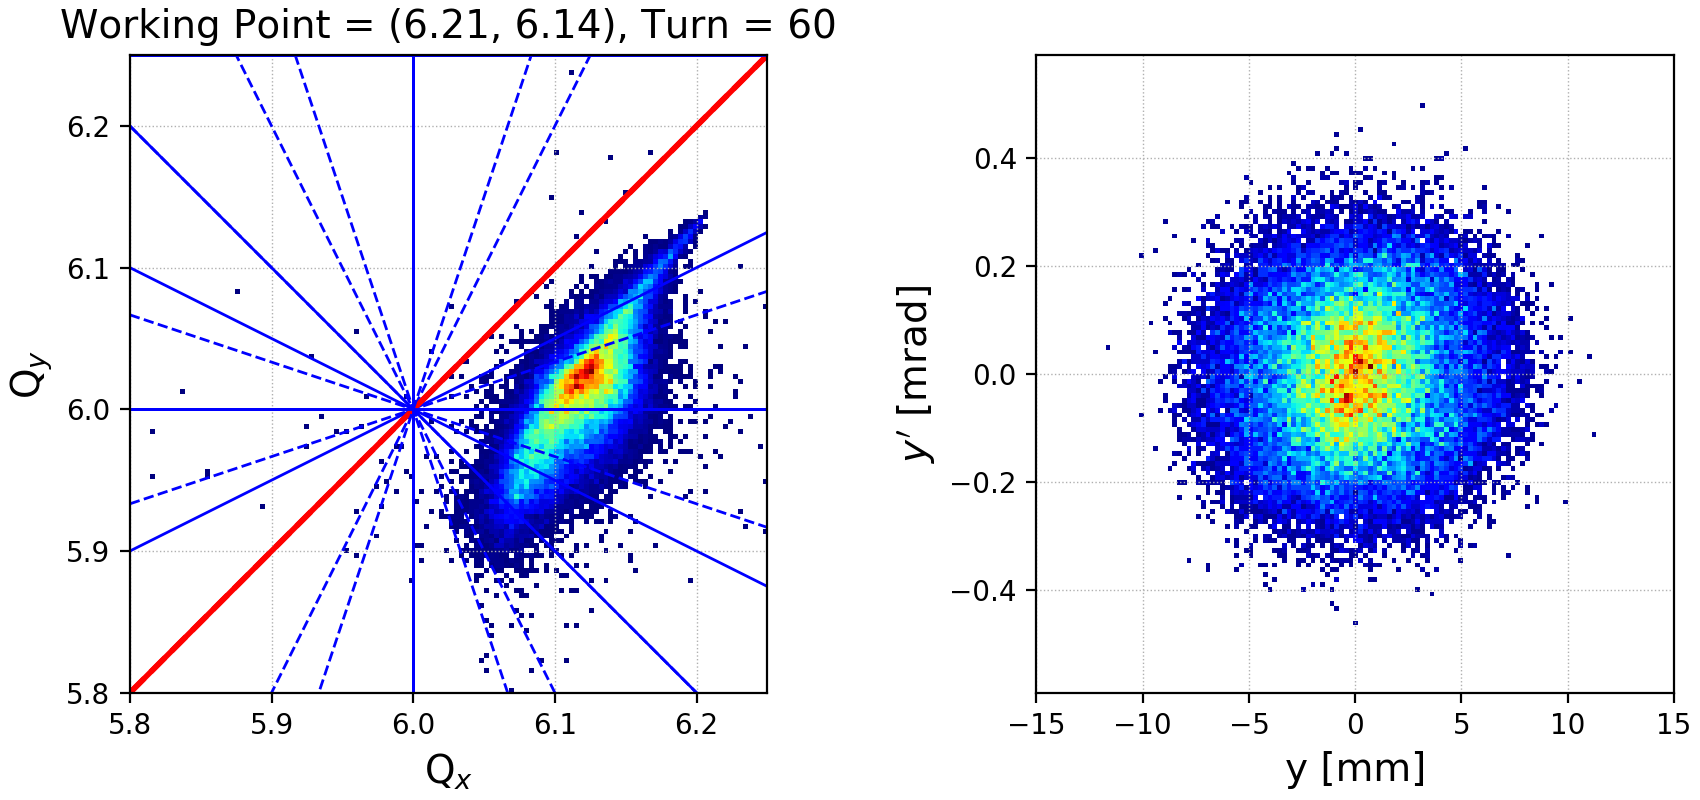 Working Point = (6.21, 6.14), Turn = 60
6.2
6.1
6.0
5.9
5.8
Qy
5.8 5.9 6.0 6.1 6.2
Qx
0.4
0.2
0.0
−0.2
−0.4
y′ [mrad]
−15 −10 −5 0 5 10 15
y [mm]